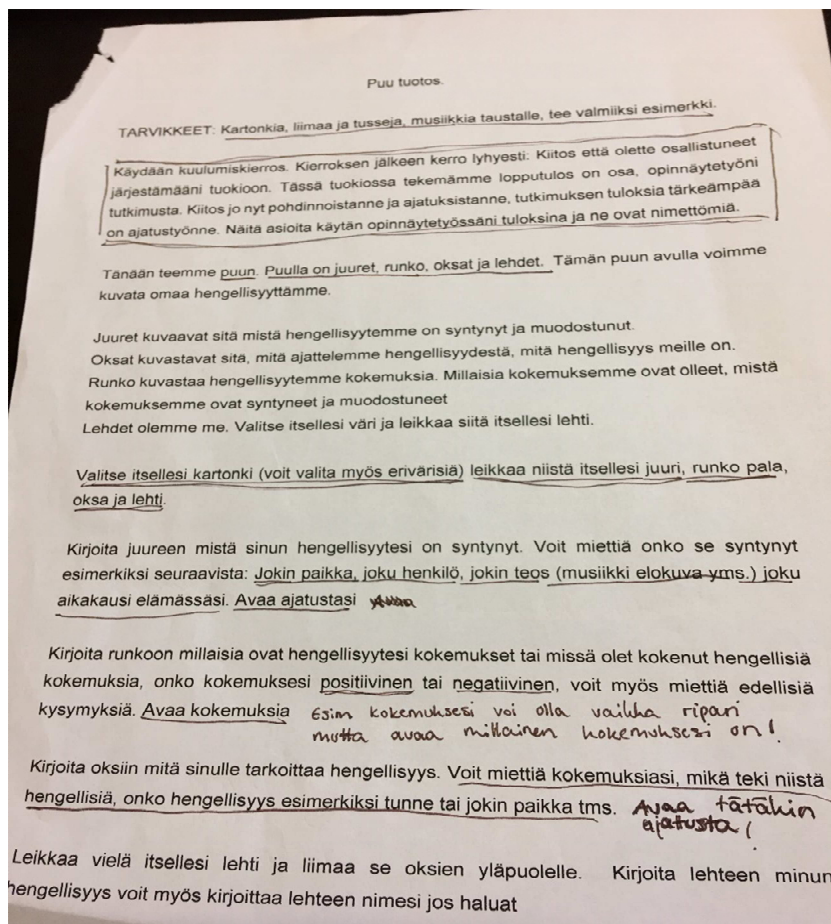 Puu tuotos.
TARVIKKEET: Kartonkia, liimaa ja tusseja, musiikkia taustalle, tee valmiiksi esimerkki.
Käydään kuulumiskierros. Kierroksen jälkeen kerro lyhyesti: Kiitos että olette osallistuneet
järjestämääni tuokioon. Tässä tuokiossa tekemämme lopputulos on osa, opinnäytetyöni
tutkimusta. Kiitos jo nyt pohdinnoistanne ja ajatuksistanne, tutkimuksen tuloksia tärkeämpää
on ajatustyönne. Näitä asioita käytän opinnäytetyössäni tuloksina ja ne ovat nimettömiä.
Tänään teemme puun. Puulla on juuret, runko, oksat ja lehdet. Tämän puun avulla voimme
kuvata omaa hengellisyyttämme.
Juuret kuvaavat sitä mistä hengellisyytemme on syntynyt ja muodostunut.
Oksat kuvastavat sitä, mitä ajattelemme hengellisyydestä, mitä hengellisyys meille on.
Runko kuvastaa hengellisyytemme kokemuksia. Millaisia kokemuksemme ovat olleet, mistä
kokemuksemme ovat syntyneet ja muodostuneet
Lehdet olemme me. Valitse itsellesi väri ja leikkaa siitä itsellesi lehti.
Valitse itsellesi kartonki (voit valita myös erivärisiä) leikkaa niistä itsellesi juuri, runko pala,
oksa ja lehti.
Kirjoita juureen mistä sinun hengellisyytesi on syntynyt. Voit miettiä onko se syntynyt
esimerkiksi seuraavista: Jokin paikka, joku henkilö, jokin teos (musiikki elokuva yms.) joku
aikakausi elämässäsi. Avaa ajatustasi
Kirjoita runkoon millaisia ovat hengellisyytesi kokemukset tai missä olet kokenut hengellisiä
kokemuksia, onko kokemuksesi positiivinen tai negatiivinen, voit myös miettiä edellisiä
kysymyksiä. Avaa kokemuksia Esim kokemuksesi voi olla vaikka ripari
mutta avaa millainen kokemuksesi on!
Kirjoita oksiin mitä sinulle tarkoittaa hengellisyys. Voit miettiä kokemuksiasi, mikä teki niistä
hengellisiä, onko hengellisyys esimerkiksi tunne tai jokin paikka tms. Avaa tätäkin
ajatusta!
Leikkaa vielä itsellesi lehti ja liimaa se oksien yläpuolelle. Kirjoita lehteen minun
hengellisyys voit myös kirjoittaa lehteen nimesi jos haluat